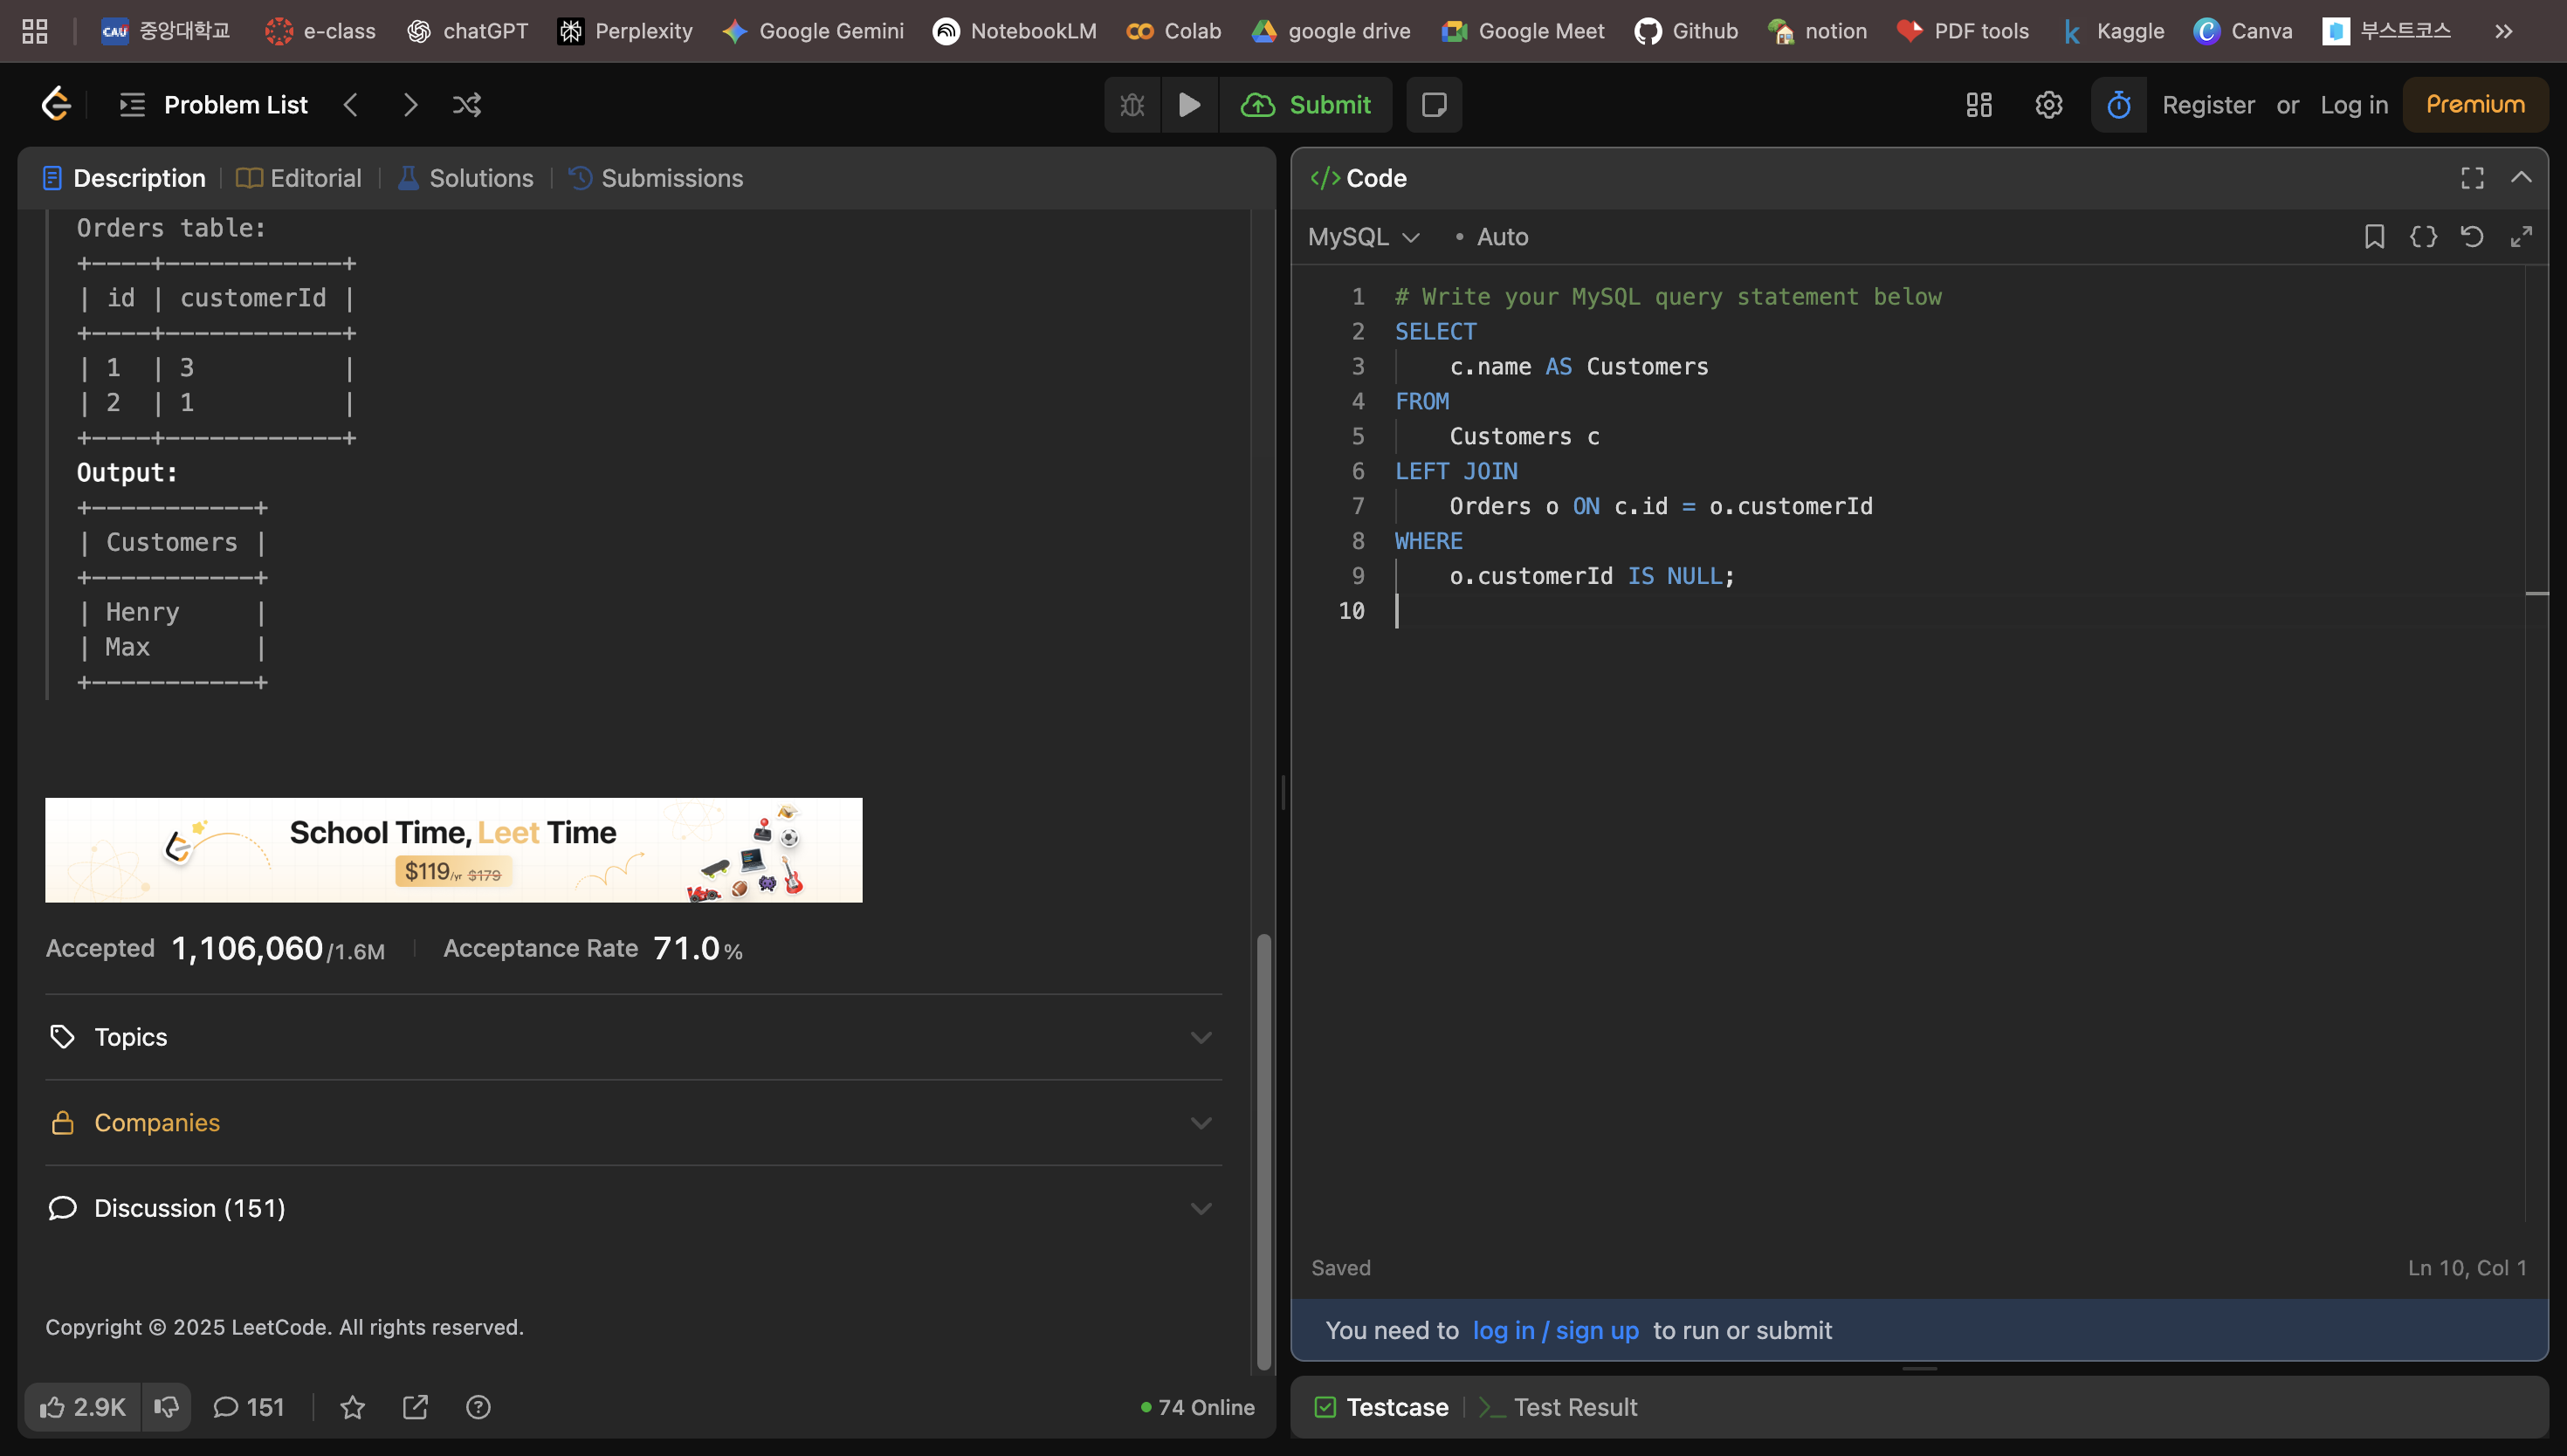 CAU 중앙대학교 e-class chatGPT Perplexity Google Gemini NotebookLM Colab google drive Google Meet Github notion PDF tools Kaggle Canva 부스트코스
Problem List Submit Register or Log in Premium
Description Editorial Solutions Submissions
Orders table:
+----+------------+
| id | customerId |
+----+------------+
| 1 | 3 |
| 2 | 1 |
+----+------------+
Output:
+-----------+
| Customers |
+-----------+
| Henry |
| Max |
+-----------+
School Time, Leet Time
$119/yr $179
Accepted 1,106,060/1.6M Acceptance Rate 71.0%
Topics
Companies
Discussion (151)
Copyright © 2025 LeetCode. All rights reserved.
2.9K 151 74 Online
</> Code
MySQL • Auto
1 # Write your MySQL query statement below
2 SELECT
3 c.name AS Customers
4 FROM
5 Customers c
6 LEFT JOIN
7 Orders o ON c.id = o.customerId
8 WHERE
9 o.customerId IS NULL;
10
Saved Ln 10, Col 1
You need to log in / sign up to run or submit
Testcase >_ Test Result